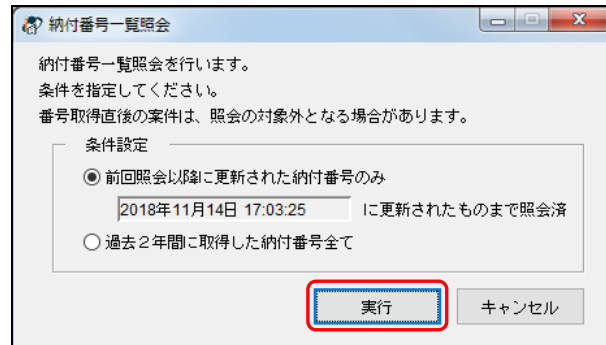 納付番号一覧照会
納付番号一覧照会を行います。
条件を指定してください。
番号取得直後の案件は、照会の対象外となる場合があります。
条件設定
前回照会以降に更新された納付番号のみ
2018年11月14日 17:03:25 に更新されたものまで照会済
過去２年間に取得した納付番号全て
実行 キャンセル